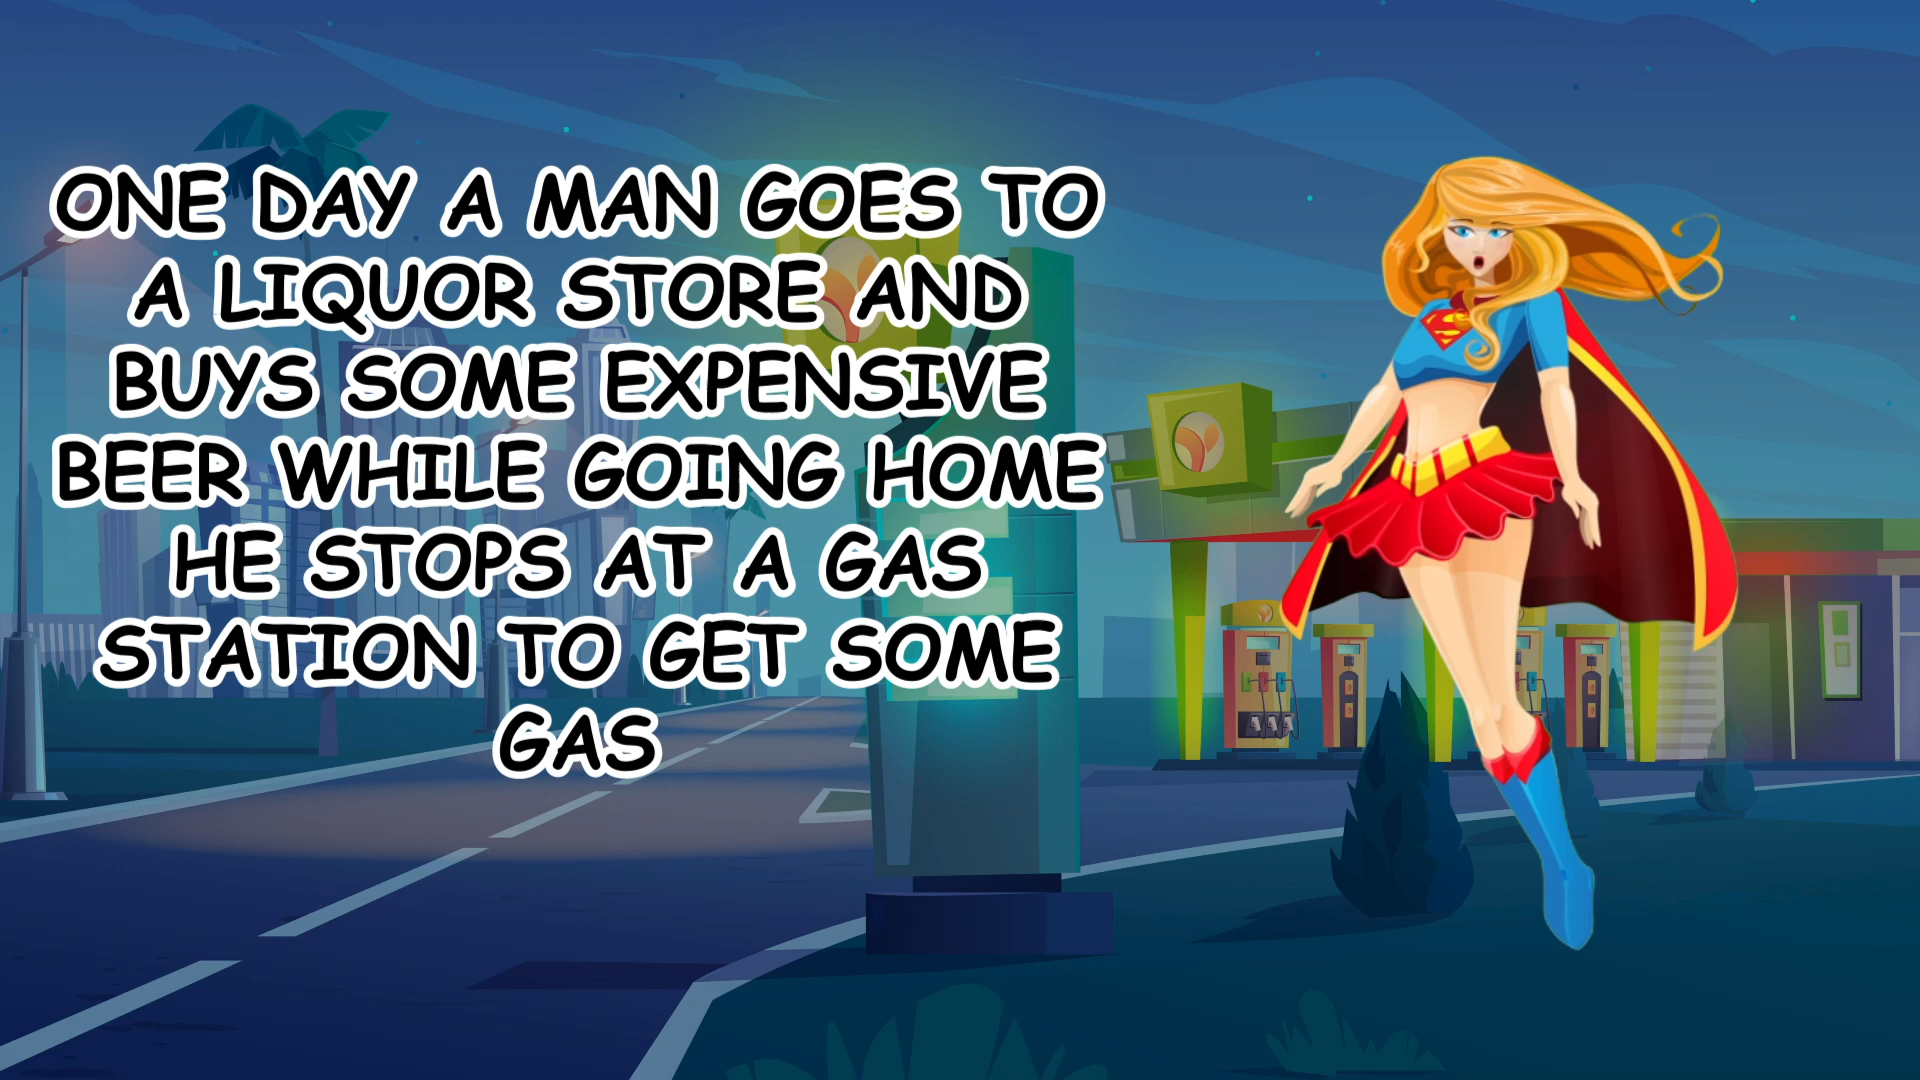 ONE DAY A MAN GOES TO
A LIQUOR STORE AND
BUYS SOME EXPENSIVE
BEER WHILE GOING HOME
HE STOPS AT A GAS
STATION TO GET SOME
GAS